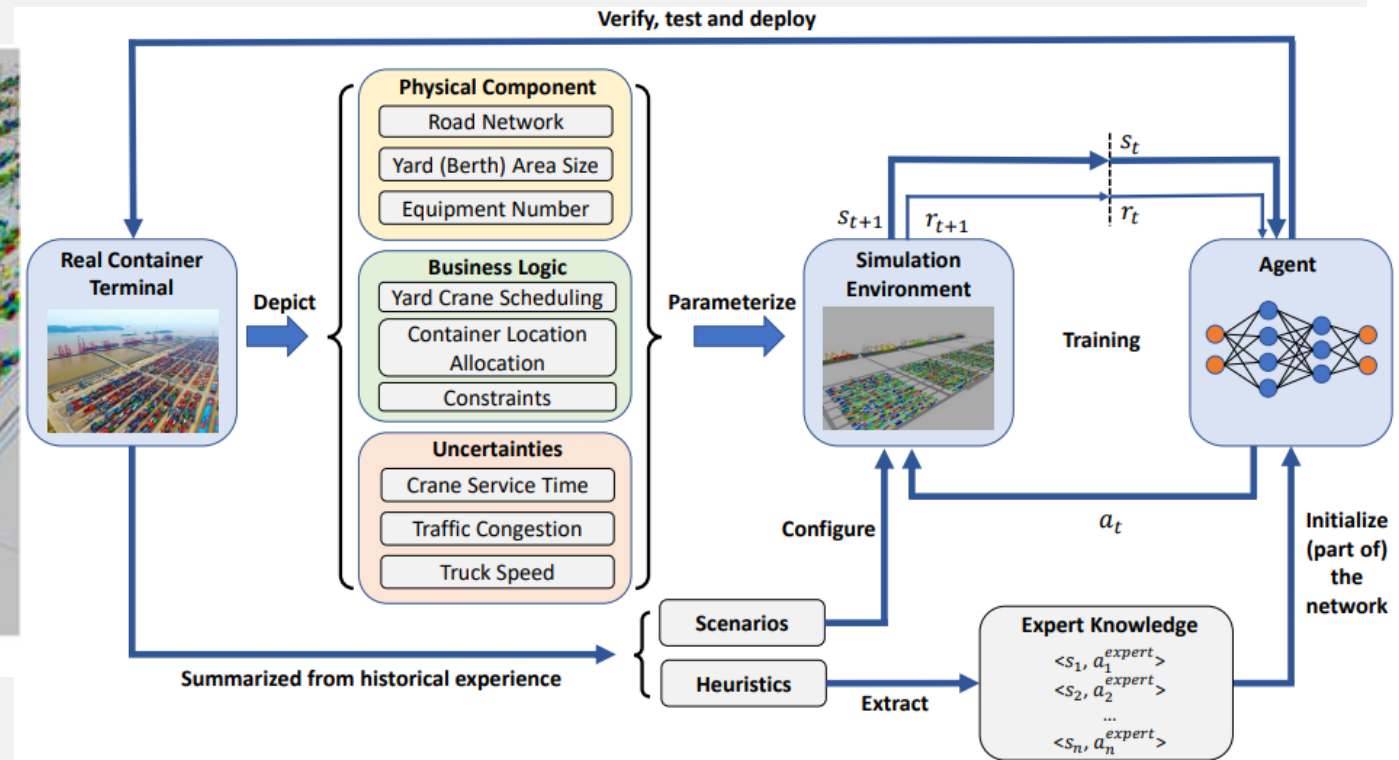 Verify, test and deploy
Physical Component
Road Network
Yard (Berth) Area Size
Equipment Number
Real Container
Terminal
Depict
Business Logic
Yard Crane Scheduling
Container Location
Allocation
Constraints
Uncertainties
Crane Service Time
Traffic Congestion
Truck Speed
Parameterize
s_{t+1}
r_{t+1}
s_t
r_t
Simulation
Environment
Training
Agent
a_t
Configure
Initialize
(part of)
the
network
Summarized from historical experience
Scenarios
Heuristics
Extract
Expert Knowledge
<s_1, a_1^{expert}>
<s_2, a_2^{expert}>
...
<s_n, a_n^{expert}>